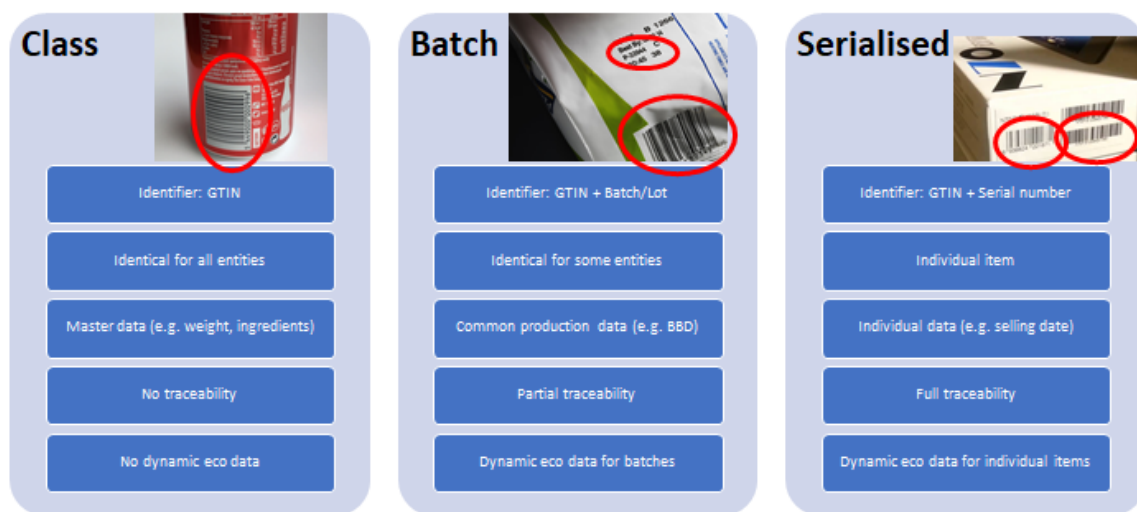 Class
Identifier: GTIN
Identical for all entities
Master data (e.g. weight, ingredients)
No traceability
No dynamic eco data
Batch
Best By
Identifier: GTIN + Batch/Lot
Identical for some entities
Common production data (e.g. BBD)
Partial traceability
Dynamic eco data for batches
Serialised
Identifier: GTIN + Serial number
Individual item
Individual data (e.g. selling date)
Full traceability
Dynamic eco data for individual items